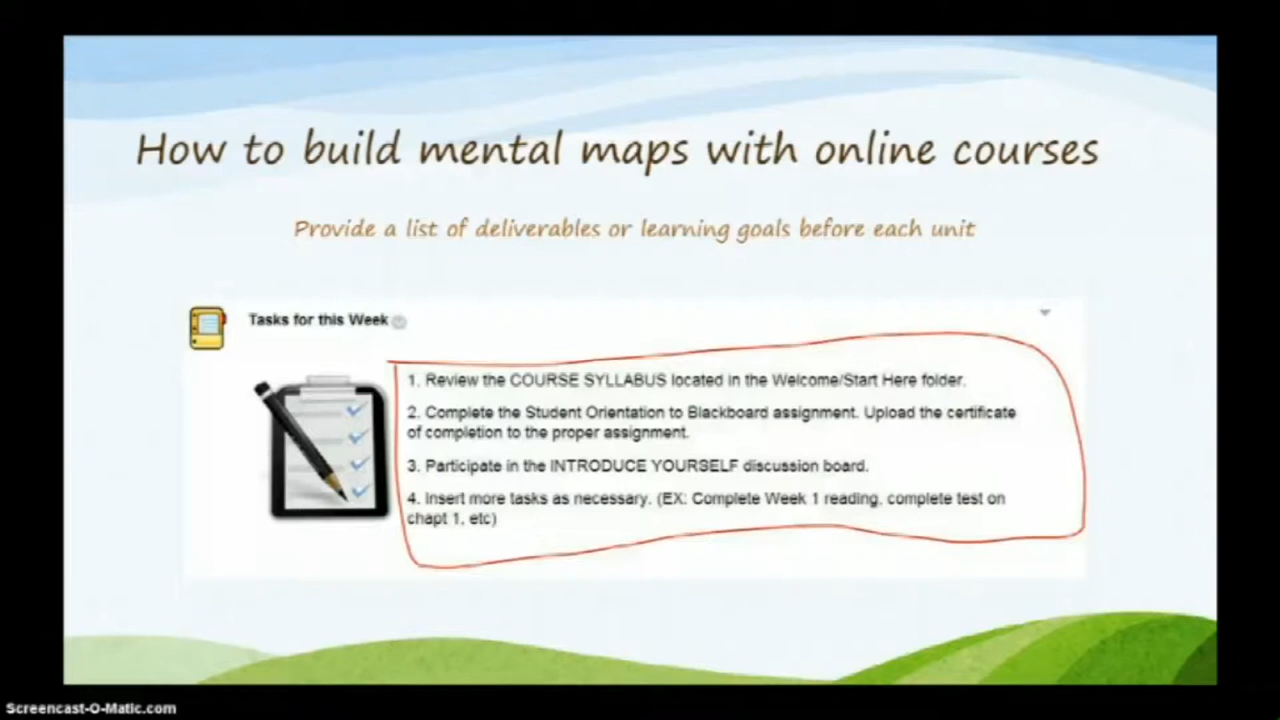 How to build mental maps with online courses
Provide a list of deliverables or learning goals before each unit
Tasks for this Week
1. Review the COURSE SYLLABUS located in the Welcome/Start Here folder.
2. Complete the Student Orientation to Blackboard assignment. Upload the certificate
of completion to the proper assignment.
3. Participate in the INTRODUCE YOURSELF discussion board.
4. Insert more tasks as necessary. (EX: Complete Week 1 reading, complete test on
chapt 1, etc)
Screencast-O-Matic.com